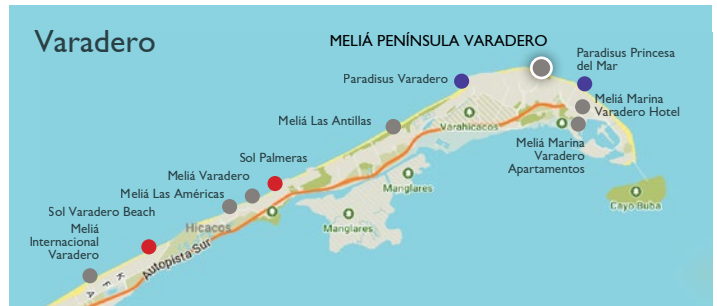 Varadero
MELIÁ PENÍNSULA VARADERO
Paradisus Princesa
del Mar
Paradisus Varadero
Meliá Marina
Varadero Hotel
Meliá Las Antillas
Varahicacos
Meliá Marina
Varadero
Apartamentos
Sol Palmeras
Meliá Varadero
Manglares
Meliá Las Américas
Cayo Buba
Sol Varadero Beach
Hicacos
Manglares
Meliá
Internacional
Varadero
Autopista Sur
K F A